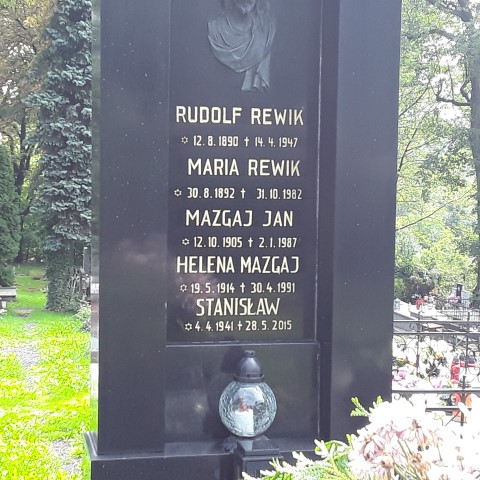 RUDOLF REWIK
✡ 12. 8. 1890 ✝ 14. 4. 1947
MARIA REWIK
✡ 30. 8. 1892 ✝ 31. 10. 1982
MAZGAJ JAN
✡ 12. 10. 1905 ✝ 2. 1. 1987
HELENA MAZGAJ
✡ 19. 5. 1914 ✝ 30. 4. 1991
STANISŁAW
✡ 4. 4. 1941 ✝ 28. 5. 2015